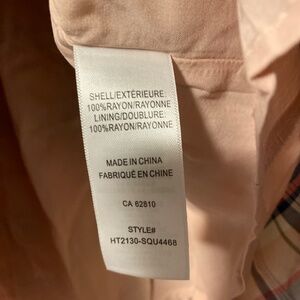 SHELL/EXTÉRIEURE:
100%RAYON/RAYONNE
LINING/DOUBLURE:
100%RAYON/RAYONNE
MADE IN CHINA
FABRIQUÉ EN CHINE
CA 62810
STYLE#
HT2130-SQU4468